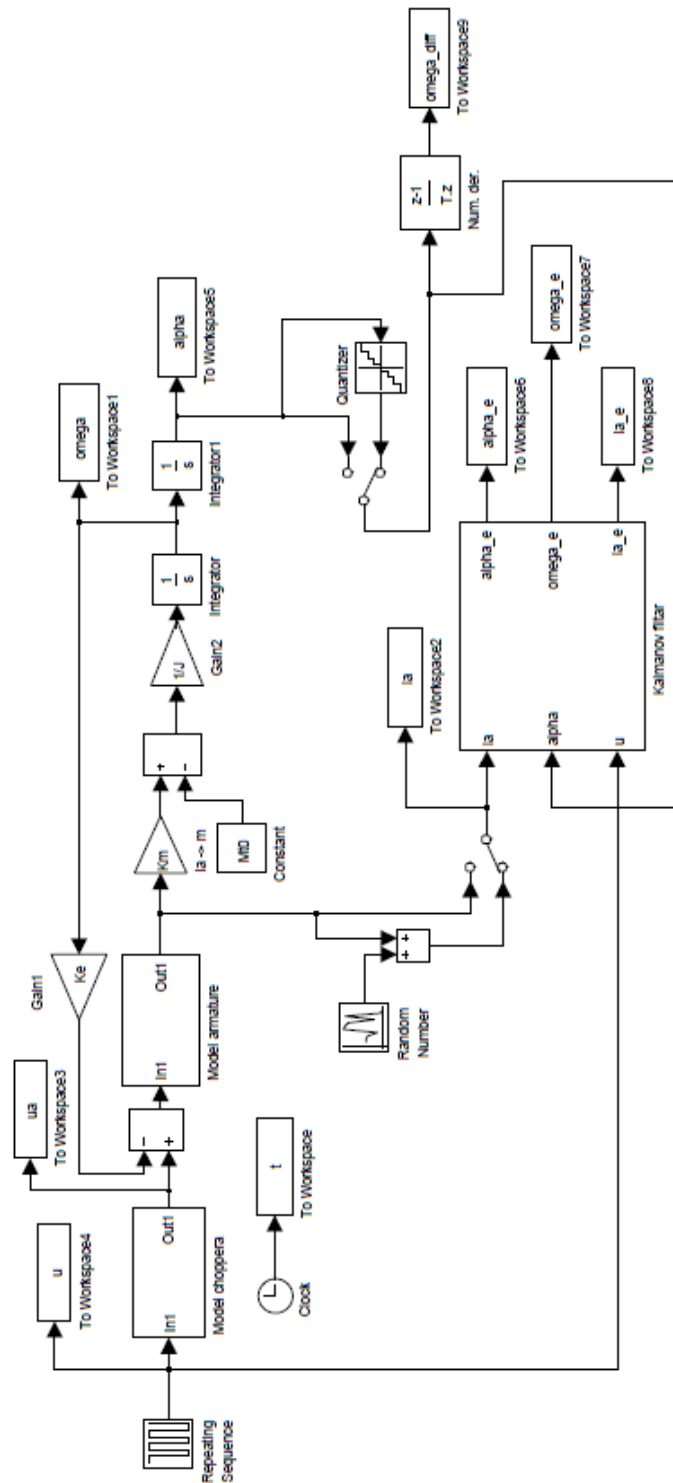 Repeating
Sequence
u
To Workspace4
In1
Out1
Model choppera
ua
To Workspace3
-
+
In1
Out1
Model armature
Gain1
Ke
t
To Workspace
Clock
Random
Number
+
+
Km
Ia -> m
Mt0
Constant
+
-
1/J
Gain2
1
s
Integrator
omega
To Workspace1
1
s
Integrator1
alpha
To Workspace5
Quantizer
z-1
T.z
Num. der.
omega_diff
To Workspace9
Ia
To Workspace2
Ia
alpha
u
alpha_e
omega_e
Ia_e
Kalmanov filtar
alpha_e
To Workspace6
omega_e
To Workspace7
Ia_e
To Workspace8